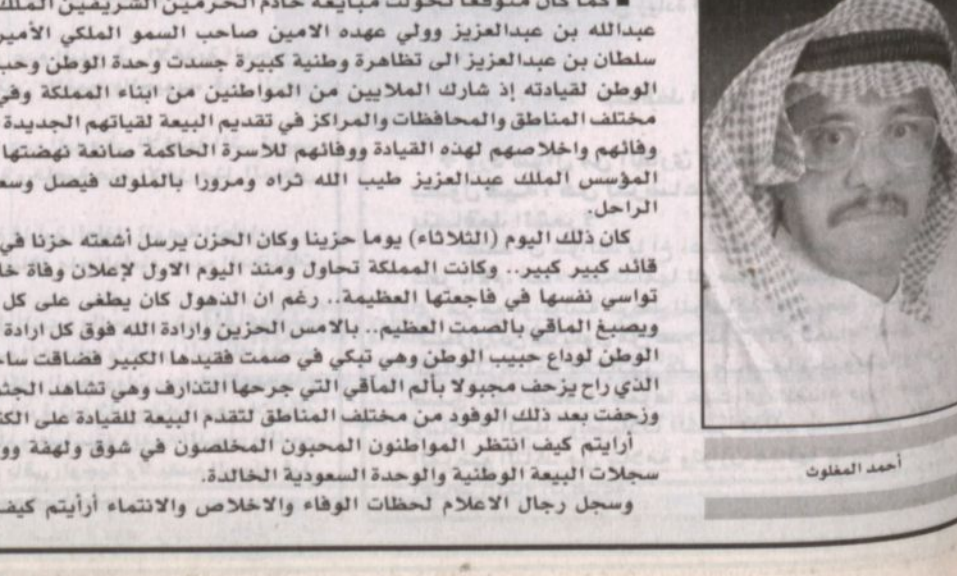 ■ كما كان متوقعا تحولت مبايعة خادم الحرمين الشريفين الملك
عبدالله بن عبدالعزيز وولي عهده الامين صاحب السمو الملكي الأمير
سلطان بن عبدالعزيز الى تظاهرة وطنية كبيرة جسدت وحدة الوطن وحب
الوطن لقيادته إذ شارك الملايين من المواطنين من ابناء المملكة وفي
مختلف المناطق والمحافظات والمراكز في تقديم البيعة لقياتهم الجديدة
وفائهم واخلاصهم لهذه القيادة ووفائهم للاسرة الحاكمة صانعة نهضتها
المؤسس الملك عبدالعزيز طيب الله ثراه ومرورا بالملوك فيصل وسع
الراحل.
كان ذلك اليوم (الثلاثاء) يوما حزينا وكان الحزن يرسل أشعته حزنا في
قائد كبير كبير.. وكانت المملكة تحاول ومنذ اليوم الاول لإعلان وفاة خا
تواسي نفسها في فاجعتها العظيمة.. رغم ان الذهول كان يطغى على كل
ويصبغ الماقي بالصمت العظيم.. بالامس الحزين وارادة الله فوق كل ارادة
الوطن لوداع حبيب الوطن وهي تبكي في صمت فقيدها الكبير فضاقت ساح
الذي راح يزحف مجبولا بألم المآقي التي جرحها التذارف وهي تشاهد الجث
وزحفت بعد ذلك الوفود من مختلف المناطق لتقدم البيعة للقيادة على الكت
أرايتم كيف انتظر المواطنون المحبون المخلصون في شوق ولهفة وو
سجلات البيعة الوطنية والوحدة السعودية الخالدة.
وسجل رجال الاعلام لحظات الوفاء والاخلاص والانتماء أرأيتم كيف
أحمد المغلوث